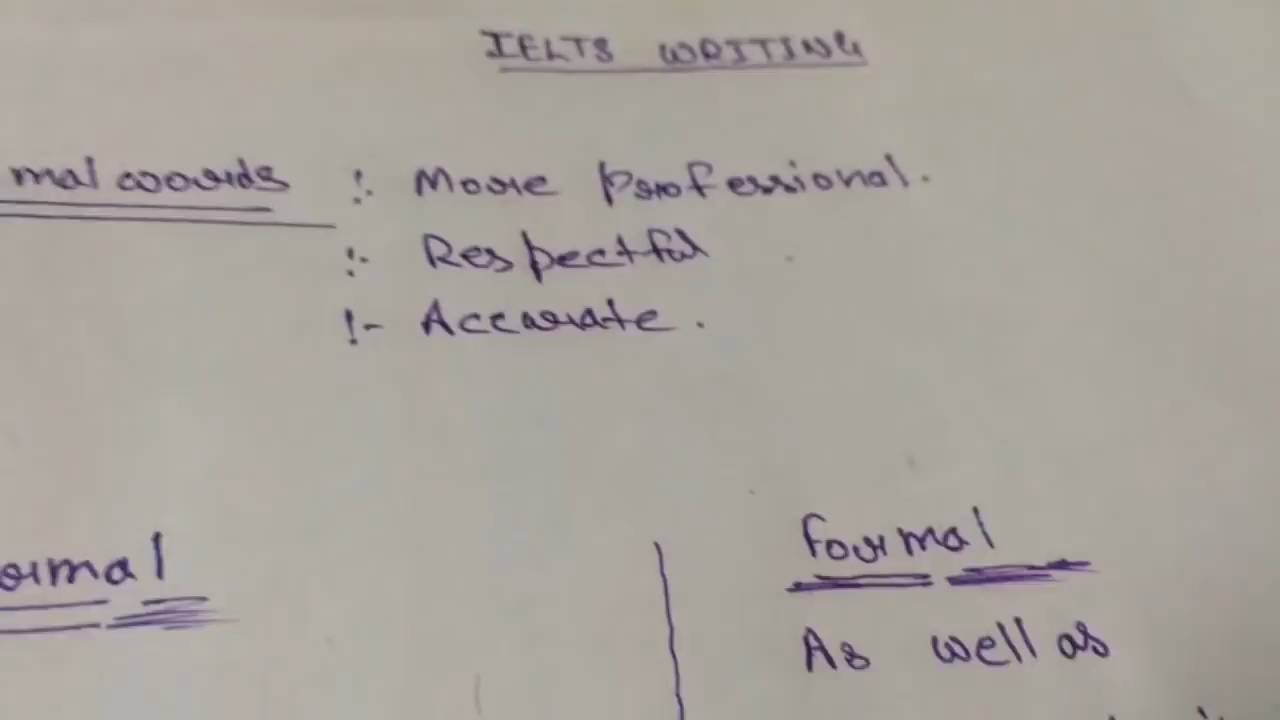 IELTS WRITING
mal words :- More professional.
:- Respectful
:- Accurate.
ormal
Formal
As well as